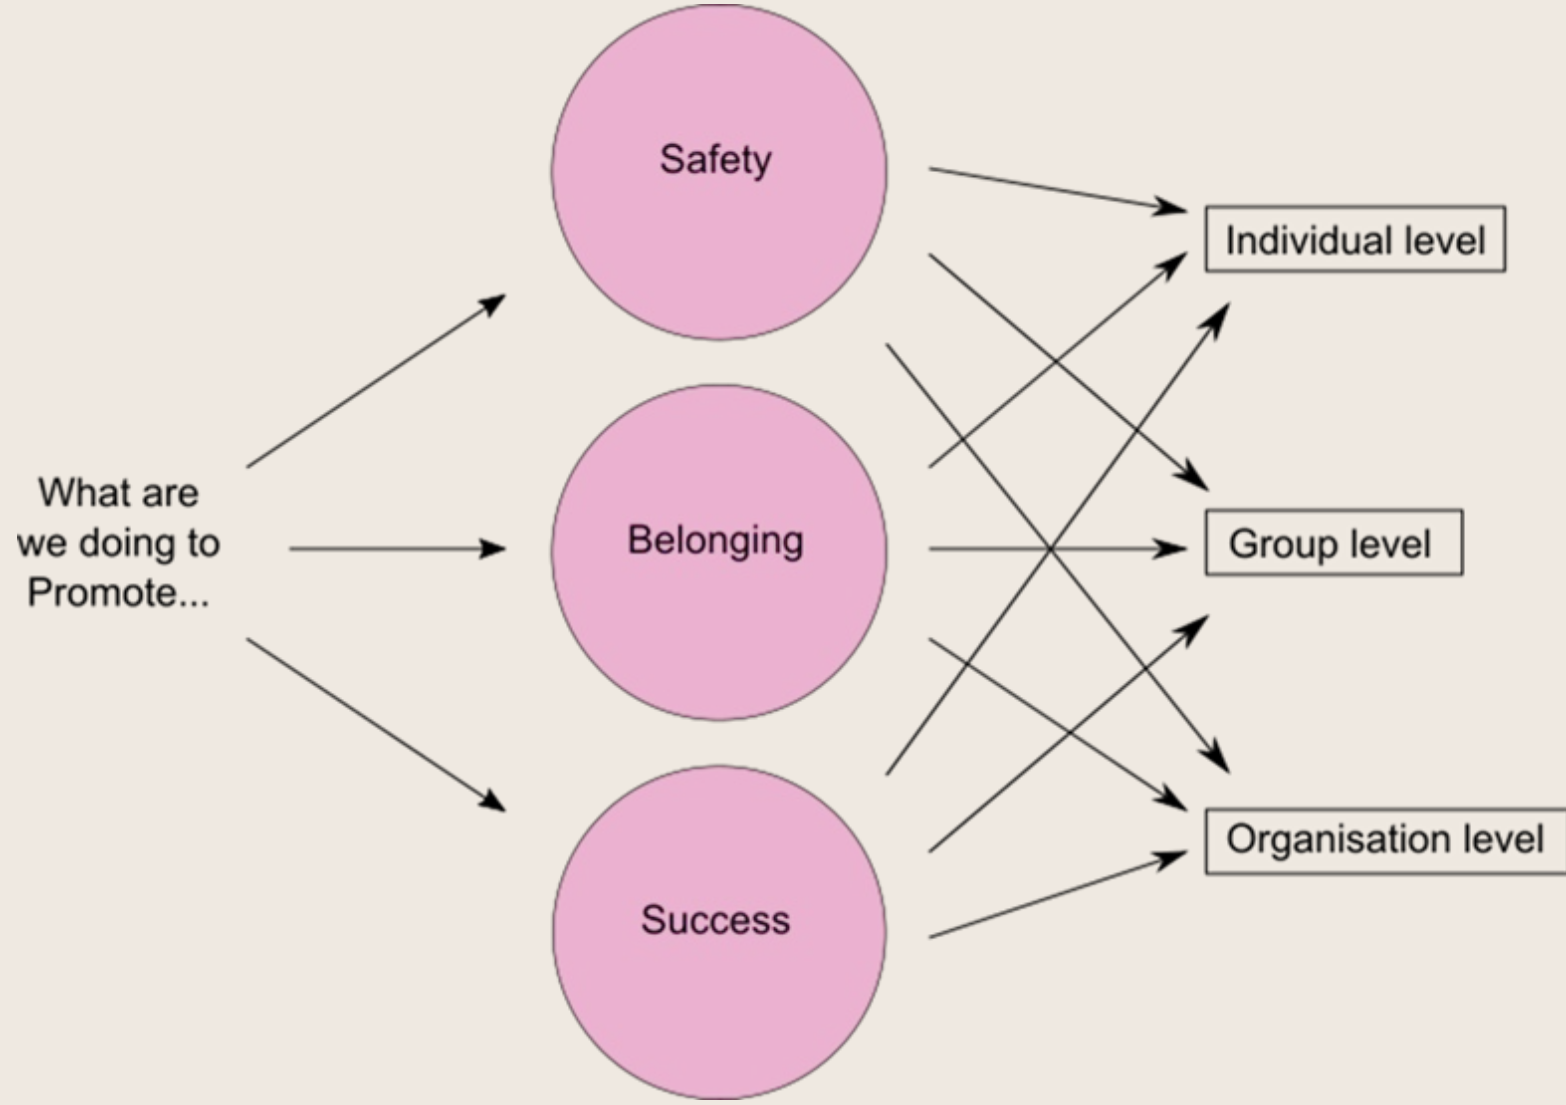 What are
we doing to
Promote...
Safety
Belonging
Success
Individual level
Group level
Organisation level